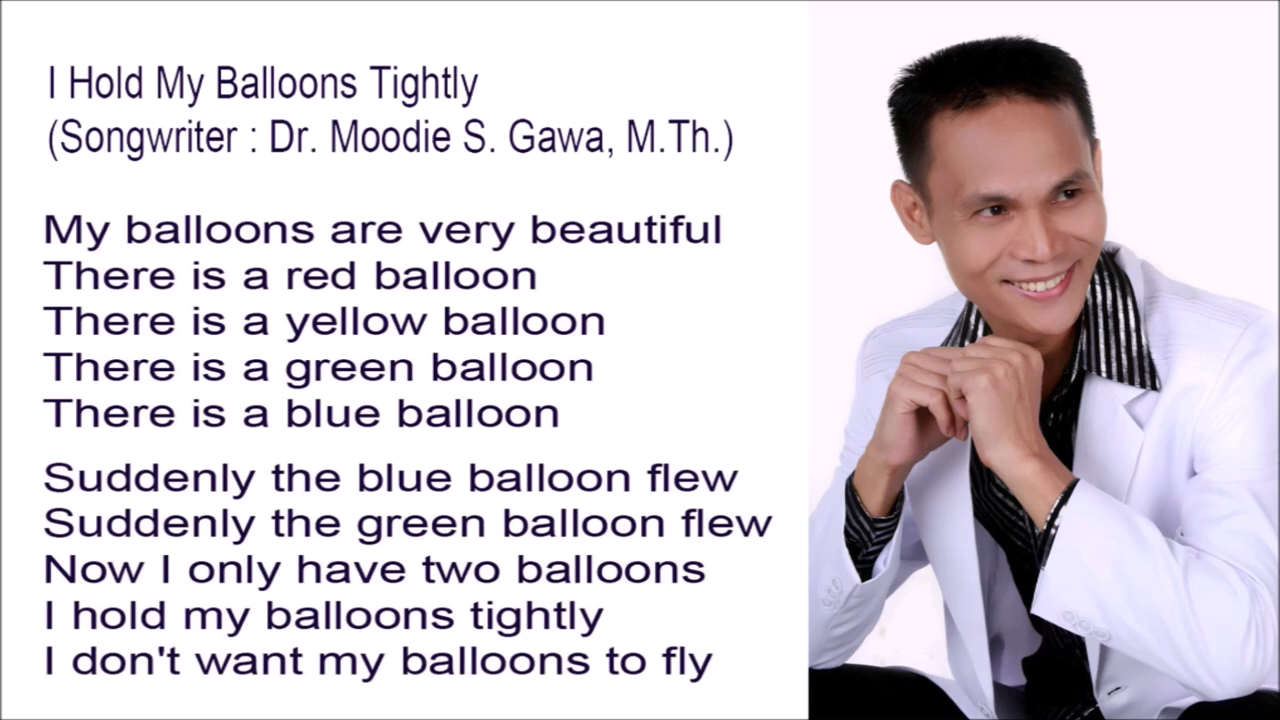 I Hold My Balloons Tightly
(Songwriter : Dr. Moodie S. Gawa, M.Th.)
My balloons are very beautiful
There is a red balloon
There is a yellow balloon
There is a green balloon
There is a blue balloon
Suddenly the blue balloon flew
Suddenly the green balloon flew
Now I only have two balloons
I hold my balloons tightly
I don't want my balloons to fly